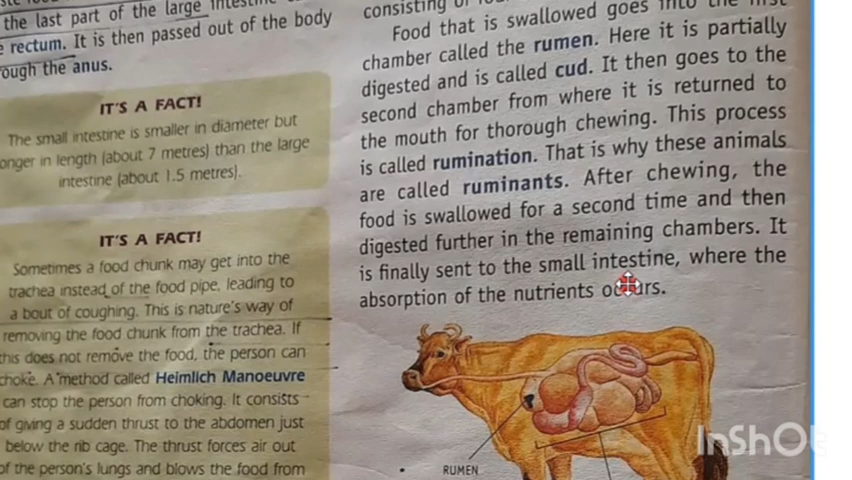 the last part of the large intestine
rectum. It is then passed out of the body
the anus.
IT'S A FACT!
The small intestine is smaller in diameter but
in length (about 7 metres) than the large
intestine (about 1.5 metres).
IT'S A FACT!
Sometimes a food chunk may get into the
trachea instead of the food pipe, leading to
a bout of coughing. This is nature's way of
removing the food chunk from the trachea. If
this does not remove the food, the person can
choke. A method called Heimlich Manoeuvre
can stop the person from choking. It consists
of giving a sudden thrust to the abdomen just
below the rib cage. The thrust forces air out
of the person's lungs and blows the food from
consisting of
Food that is swallowed goes into the first
chamber called the rumen. Here it is partially
digested and is called cud. It then goes to the
second chamber from where it is returned to
the mouth for thorough chewing. This process
is called rumination. That is why these animals
are called ruminants. After chewing, the
food is swallowed for a second time and then
digested further in the remaining chambers. It
is finally sent to the small intestine, where the
absorption of the nutrients occurs.
RUMEN
InShOt